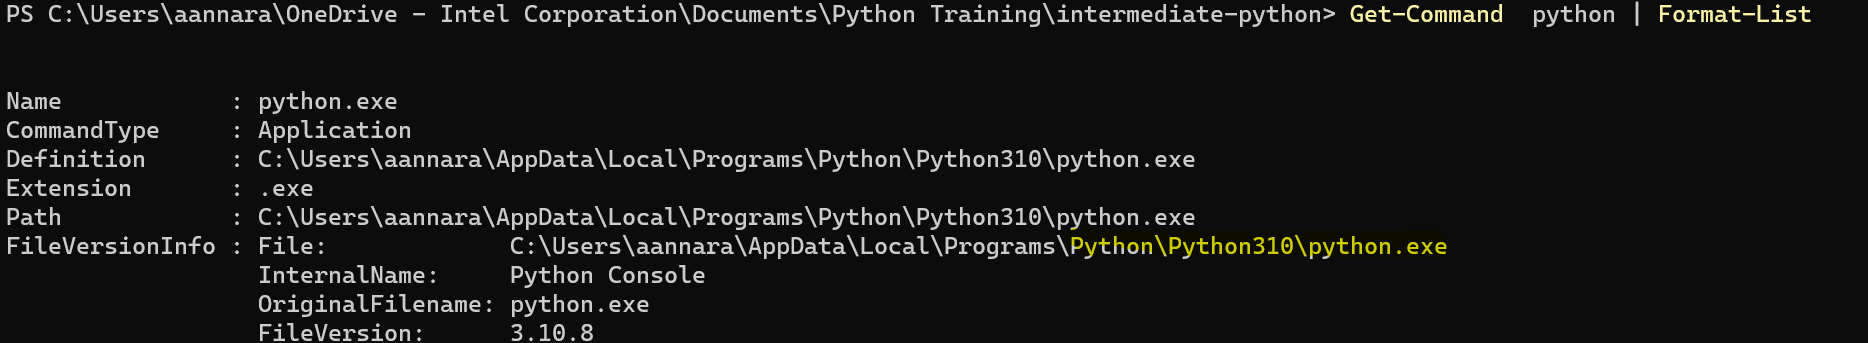 PS C:\Users\aannara\OneDrive - Intel Corporation\Documents\Python Training\intermediate-python> Get-Command  python | Format-List
Name            : python.exe
CommandType     : Application
Definition      : C:\Users\aannara\AppData\Local\Programs\Python\Python310\python.exe
Extension       : .exe
Path            : C:\Users\aannara\AppData\Local\Programs\Python\Python310\python.exe
FileVersionInfo : File:             C:\Users\aannara\AppData\Local\Programs\Python\Python310\python.exe
                  InternalName:     Python Console
                  OriginalFilename: python.exe
                  FileVersion:      3.10.8